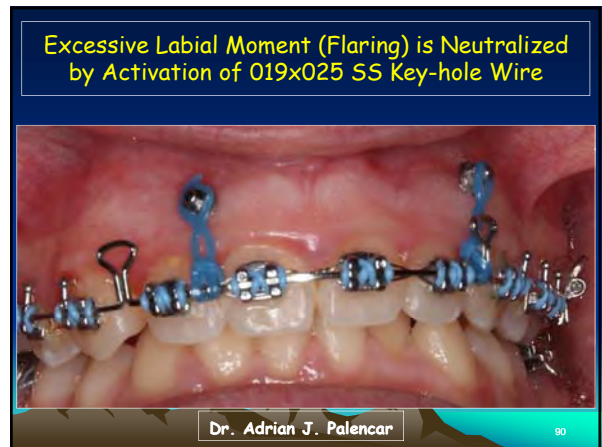 Excessive Labial Moment (Flaring) is Neutralized
by Activation of 019x025 SS Key-hole Wire
Dr. Adrian J. Palencar
90